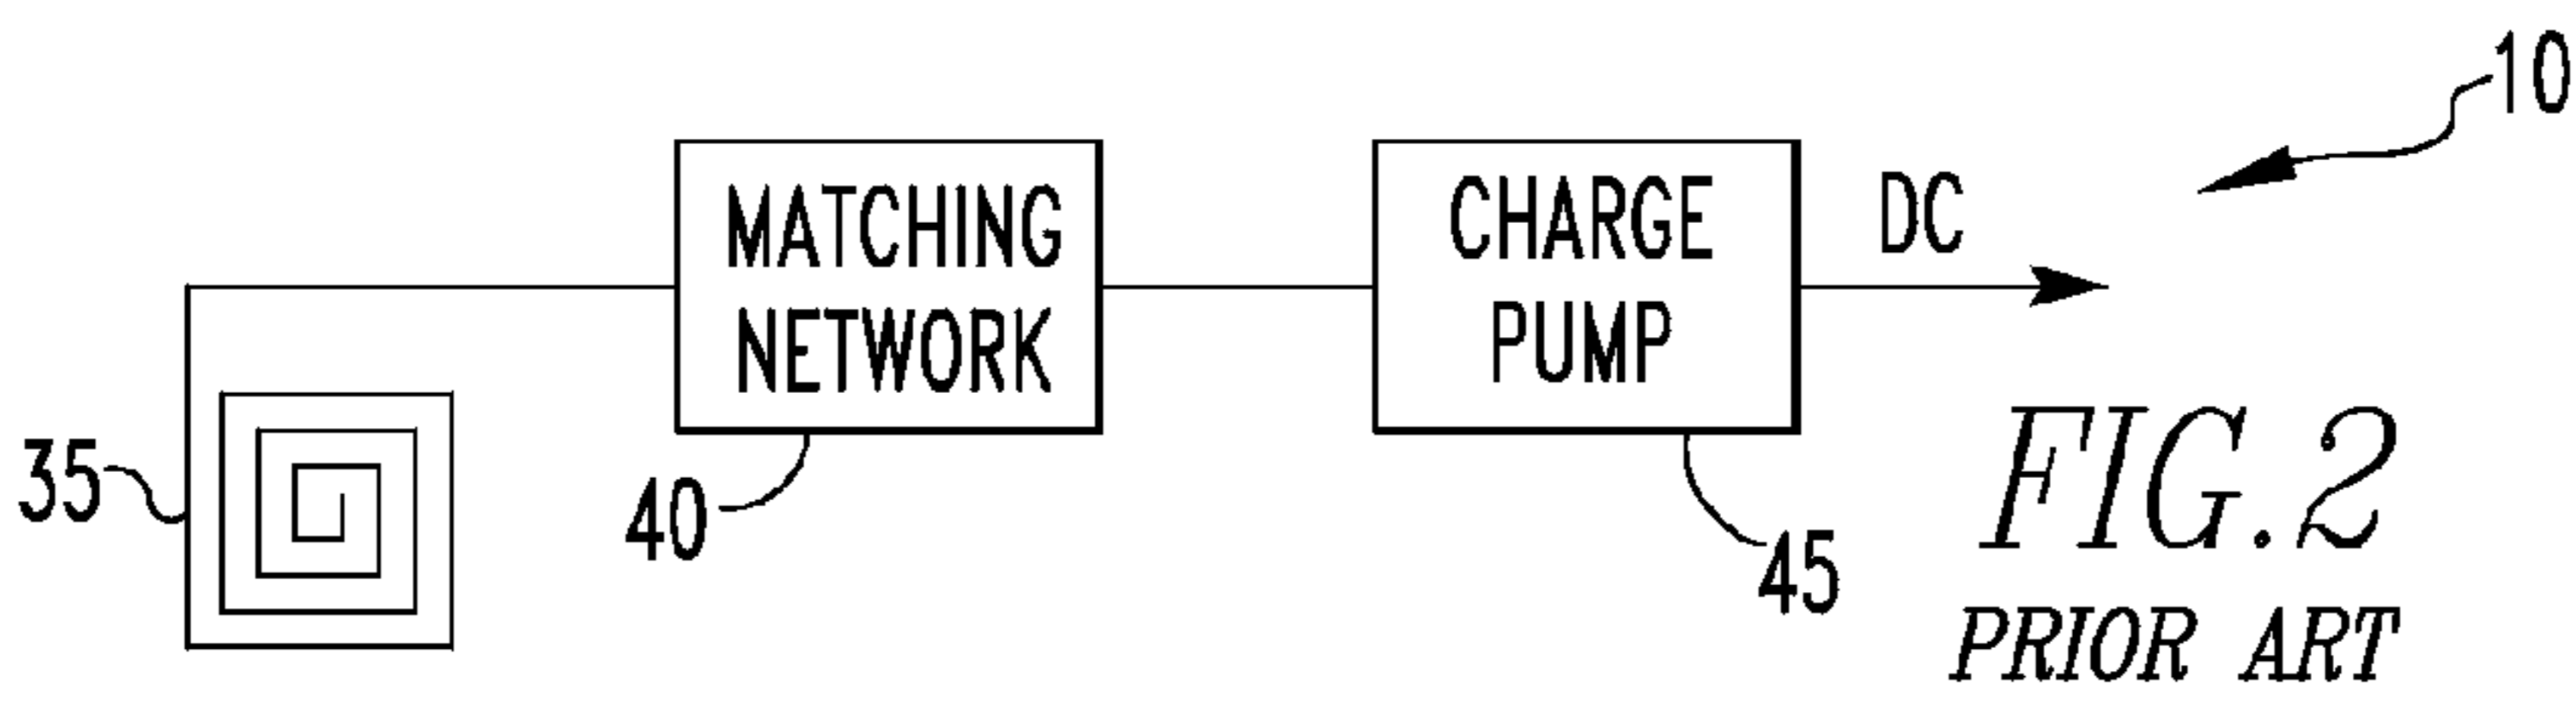 10
MATCHING
NETWORK
CHARGE
PUMP
DC
35
40
45
FIG.2
PRIOR ART